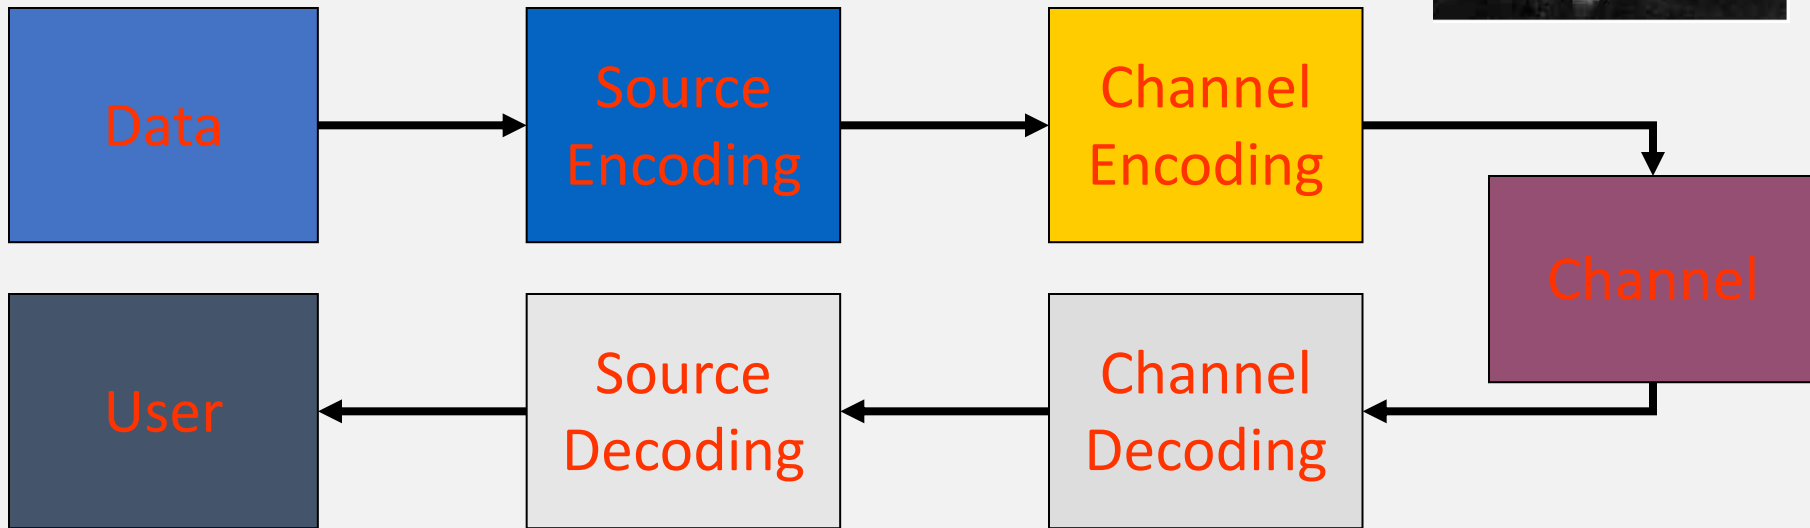 Data
Source
Encoding
Channel
Encoding
Channel
User
Source
Decoding
Channel
Decoding